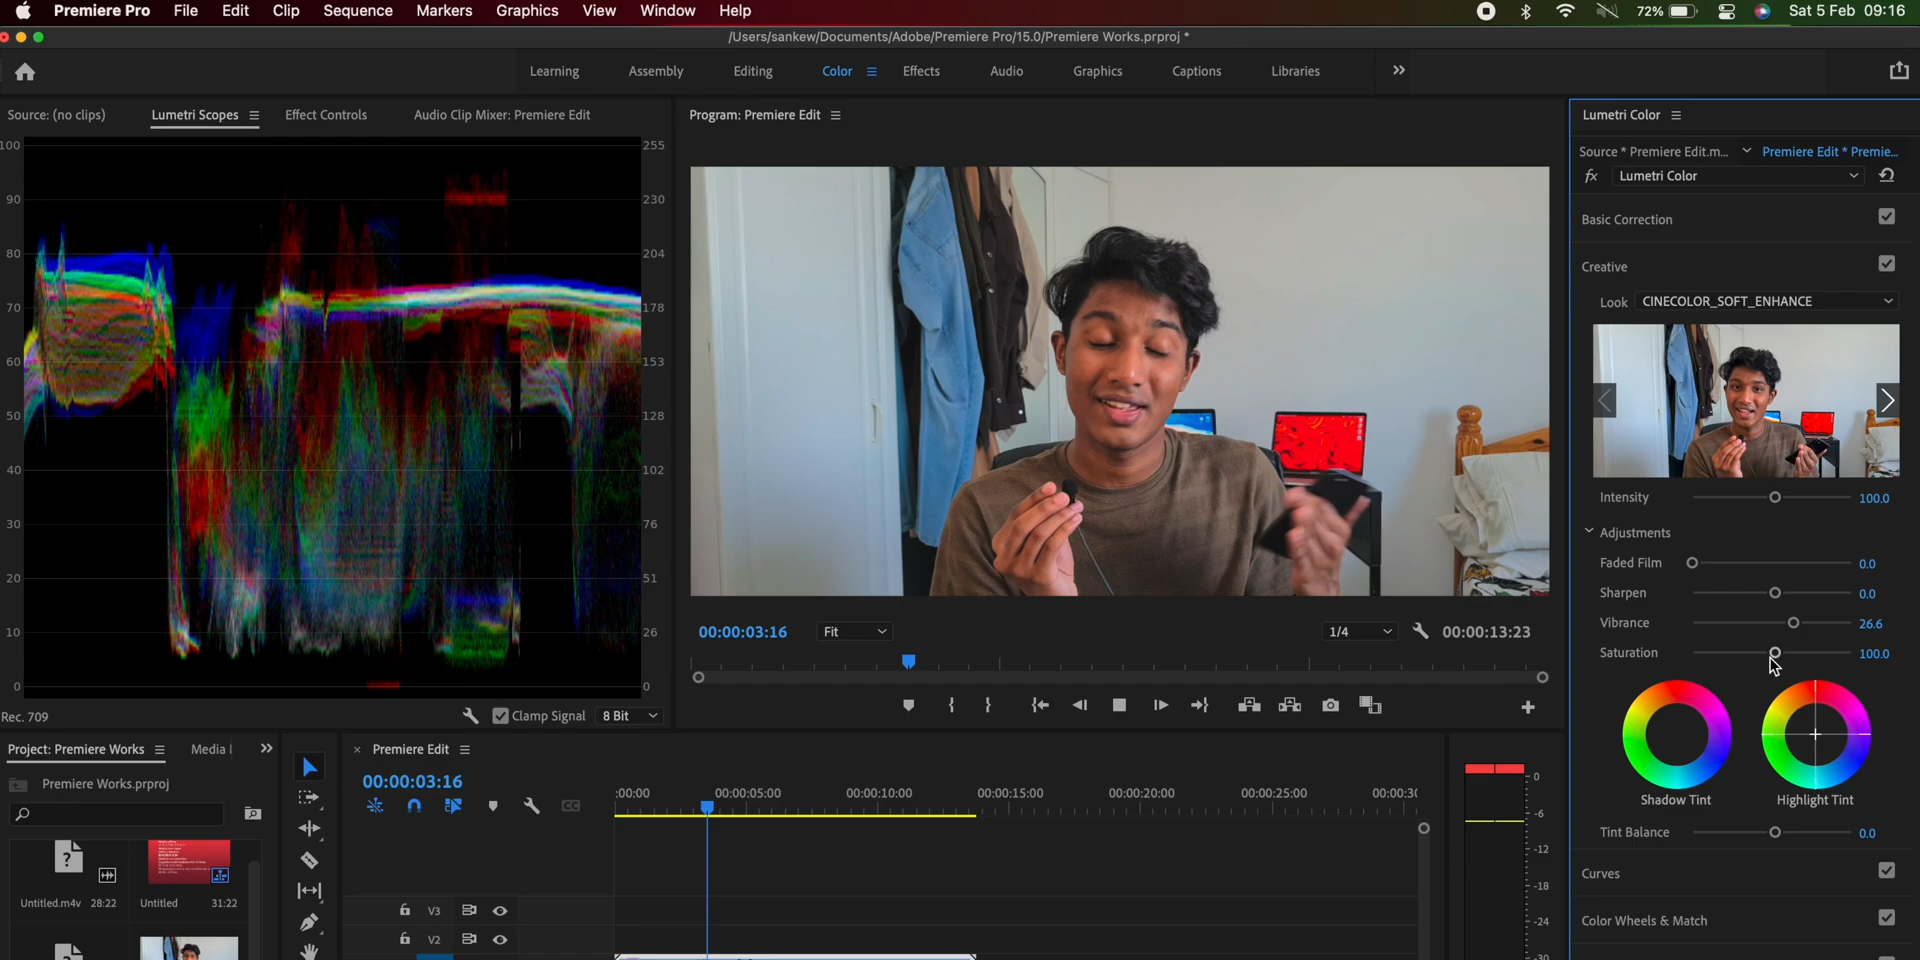 Premiere Pro File Edit Clip Sequence Markers Graphics View Window Help 72% Sat 5 Feb 09:16
/Users/sankew/Documents/Adobe/Premiere Pro/15.0/Premiere Works.prproj *
Learning Assembly Editing Color Effects Audio Graphics Captions Libraries
Source: (no clips) Lumetri Scopes Effect Controls Audio Clip Mixer: Premiere Edit
Program: Premiere Edit
Lumetri Color
Source * Premiere Edit.m... Premiere Edit * Premie...
fx Lumetri Color
Basic Correction
Creative
Look CINECOLOR_SOFT_ENHANCE
Intensity 100.0
Adjustments
Faded Film 0.0
Sharpen 0.0
Vibrance 26.6
Saturation 100.0
Shadow Tint Highlight Tint
Tint Balance 0.0
Curves
Color Wheels & Match
100 255
90 230
80 204
70 178
60 153
50 128
40 102
30 76
20 51
10 26
0 0
Rec. 709 Clamp Signal 8 Bit
00:00:03:16 Fit 1/4 00:00:13:23
Project: Premiere Works Media
Premiere Works.prproj
Untitled.m4v 28:22 Untitled 31:22
Premiere Edit
00:00:03:16
:00:00 00:00:05:00 00:00:10:00 00:00:15:00 00:00:20:00 00:00:25:00 00:00:30
CC
V3
V2
0
-6
-12
-18
-24
-30